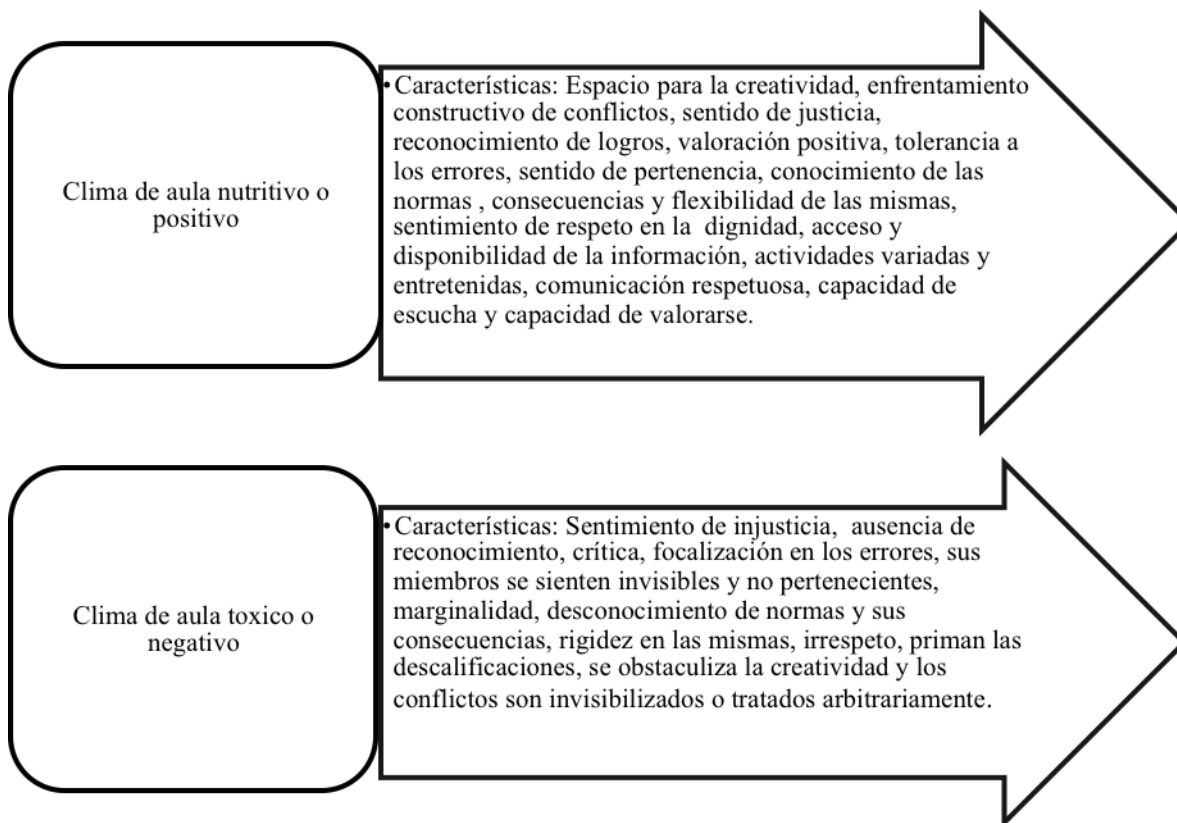 Clima de aula nutritivo o
positivo
• Características: Espacio para la creatividad, enfrentamiento
constructivo de conflictos, sentido de justicia,
reconocimiento de logros, valoración positiva, tolerancia a
los errores, sentido de pertenencia, conocimiento de las
normas , consecuencias y flexibilidad de las mismas,
sentimiento de respeto en la dignidad, acceso y
disponibilidad de la información, actividades variadas y
entretenidas, comunicación respetuosa, capacidad de
escucha y capacidad de valorarse.
Clima de aula toxico o
negativo
• Características: Sentimiento de injusticia, ausencia de
reconocimiento, crítica, focalización en los errores, sus
miembros se sienten invisibles y no pertenecientes,
marginalidad, desconocimiento de normas y sus
consecuencias, rigidez en las mismas, irrespeto, priman las
descalificaciones, se obstaculiza la creatividad y los
conflictos son invisibilizados o tratados arbitrariamente.